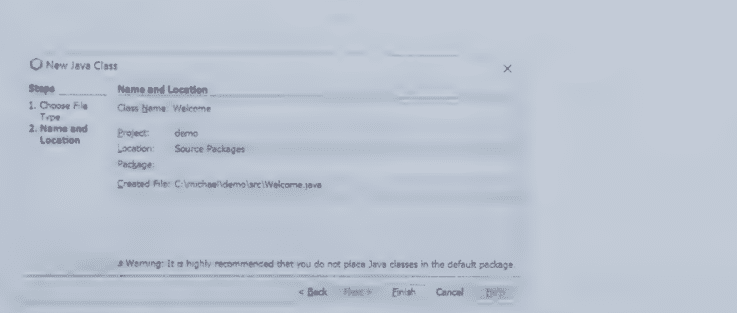 New Java Class
Steps
Name and Location
1. Choose File
Type
2. Name and
Location
Class Name: Welcome
Project: demo
Location: Source Packages
Package:
Created File: C:\michael\demo\src\Welcome.java
Warning: It is highly recommended that you do not place Java classes in the default package.
< Back Next > Finish Cancel Help